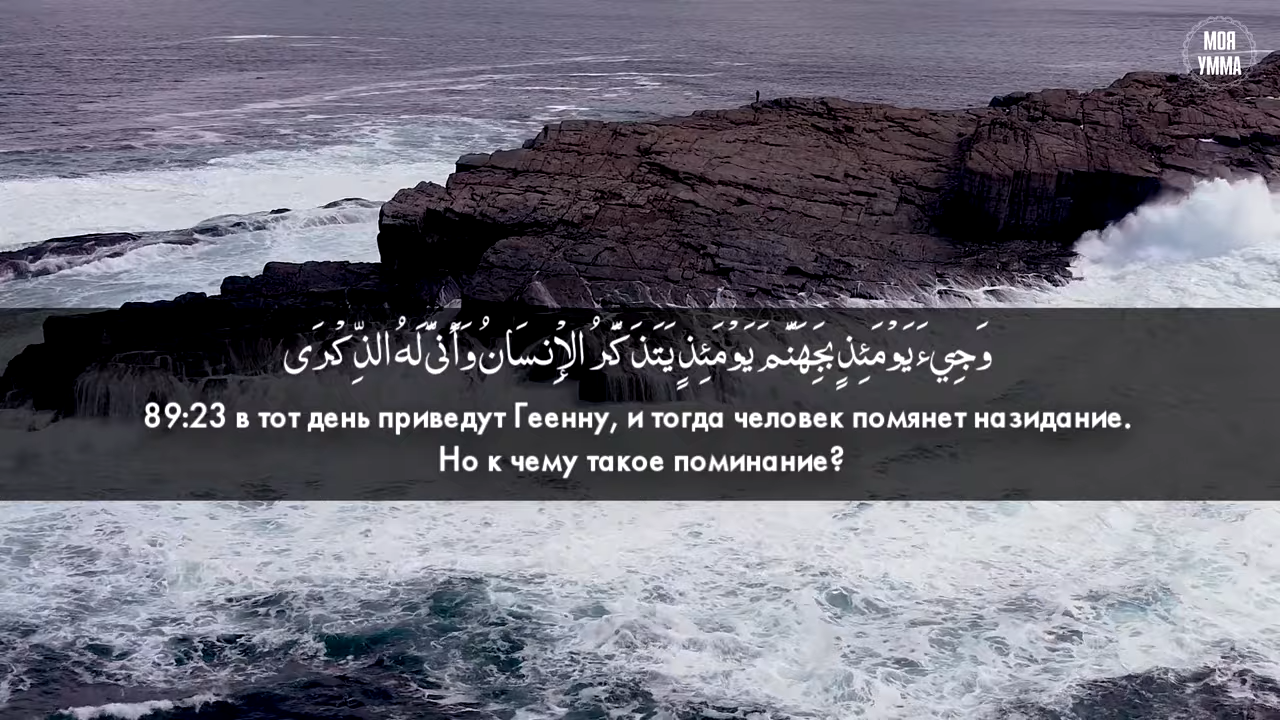 МОЯ
УММА
وَجِيءَ يَوْمَئِذٍ بِجَهَنَّمَ يَوْمَئِذٍ يَتَذَكَّرُ الْإِنسَانُ وَأَنَّىٰ لَهُ الذِّكْرَى
89:23 в тот день приведут Геенну, и тогда человек помянет назидание.
Но к чему такое поминание?